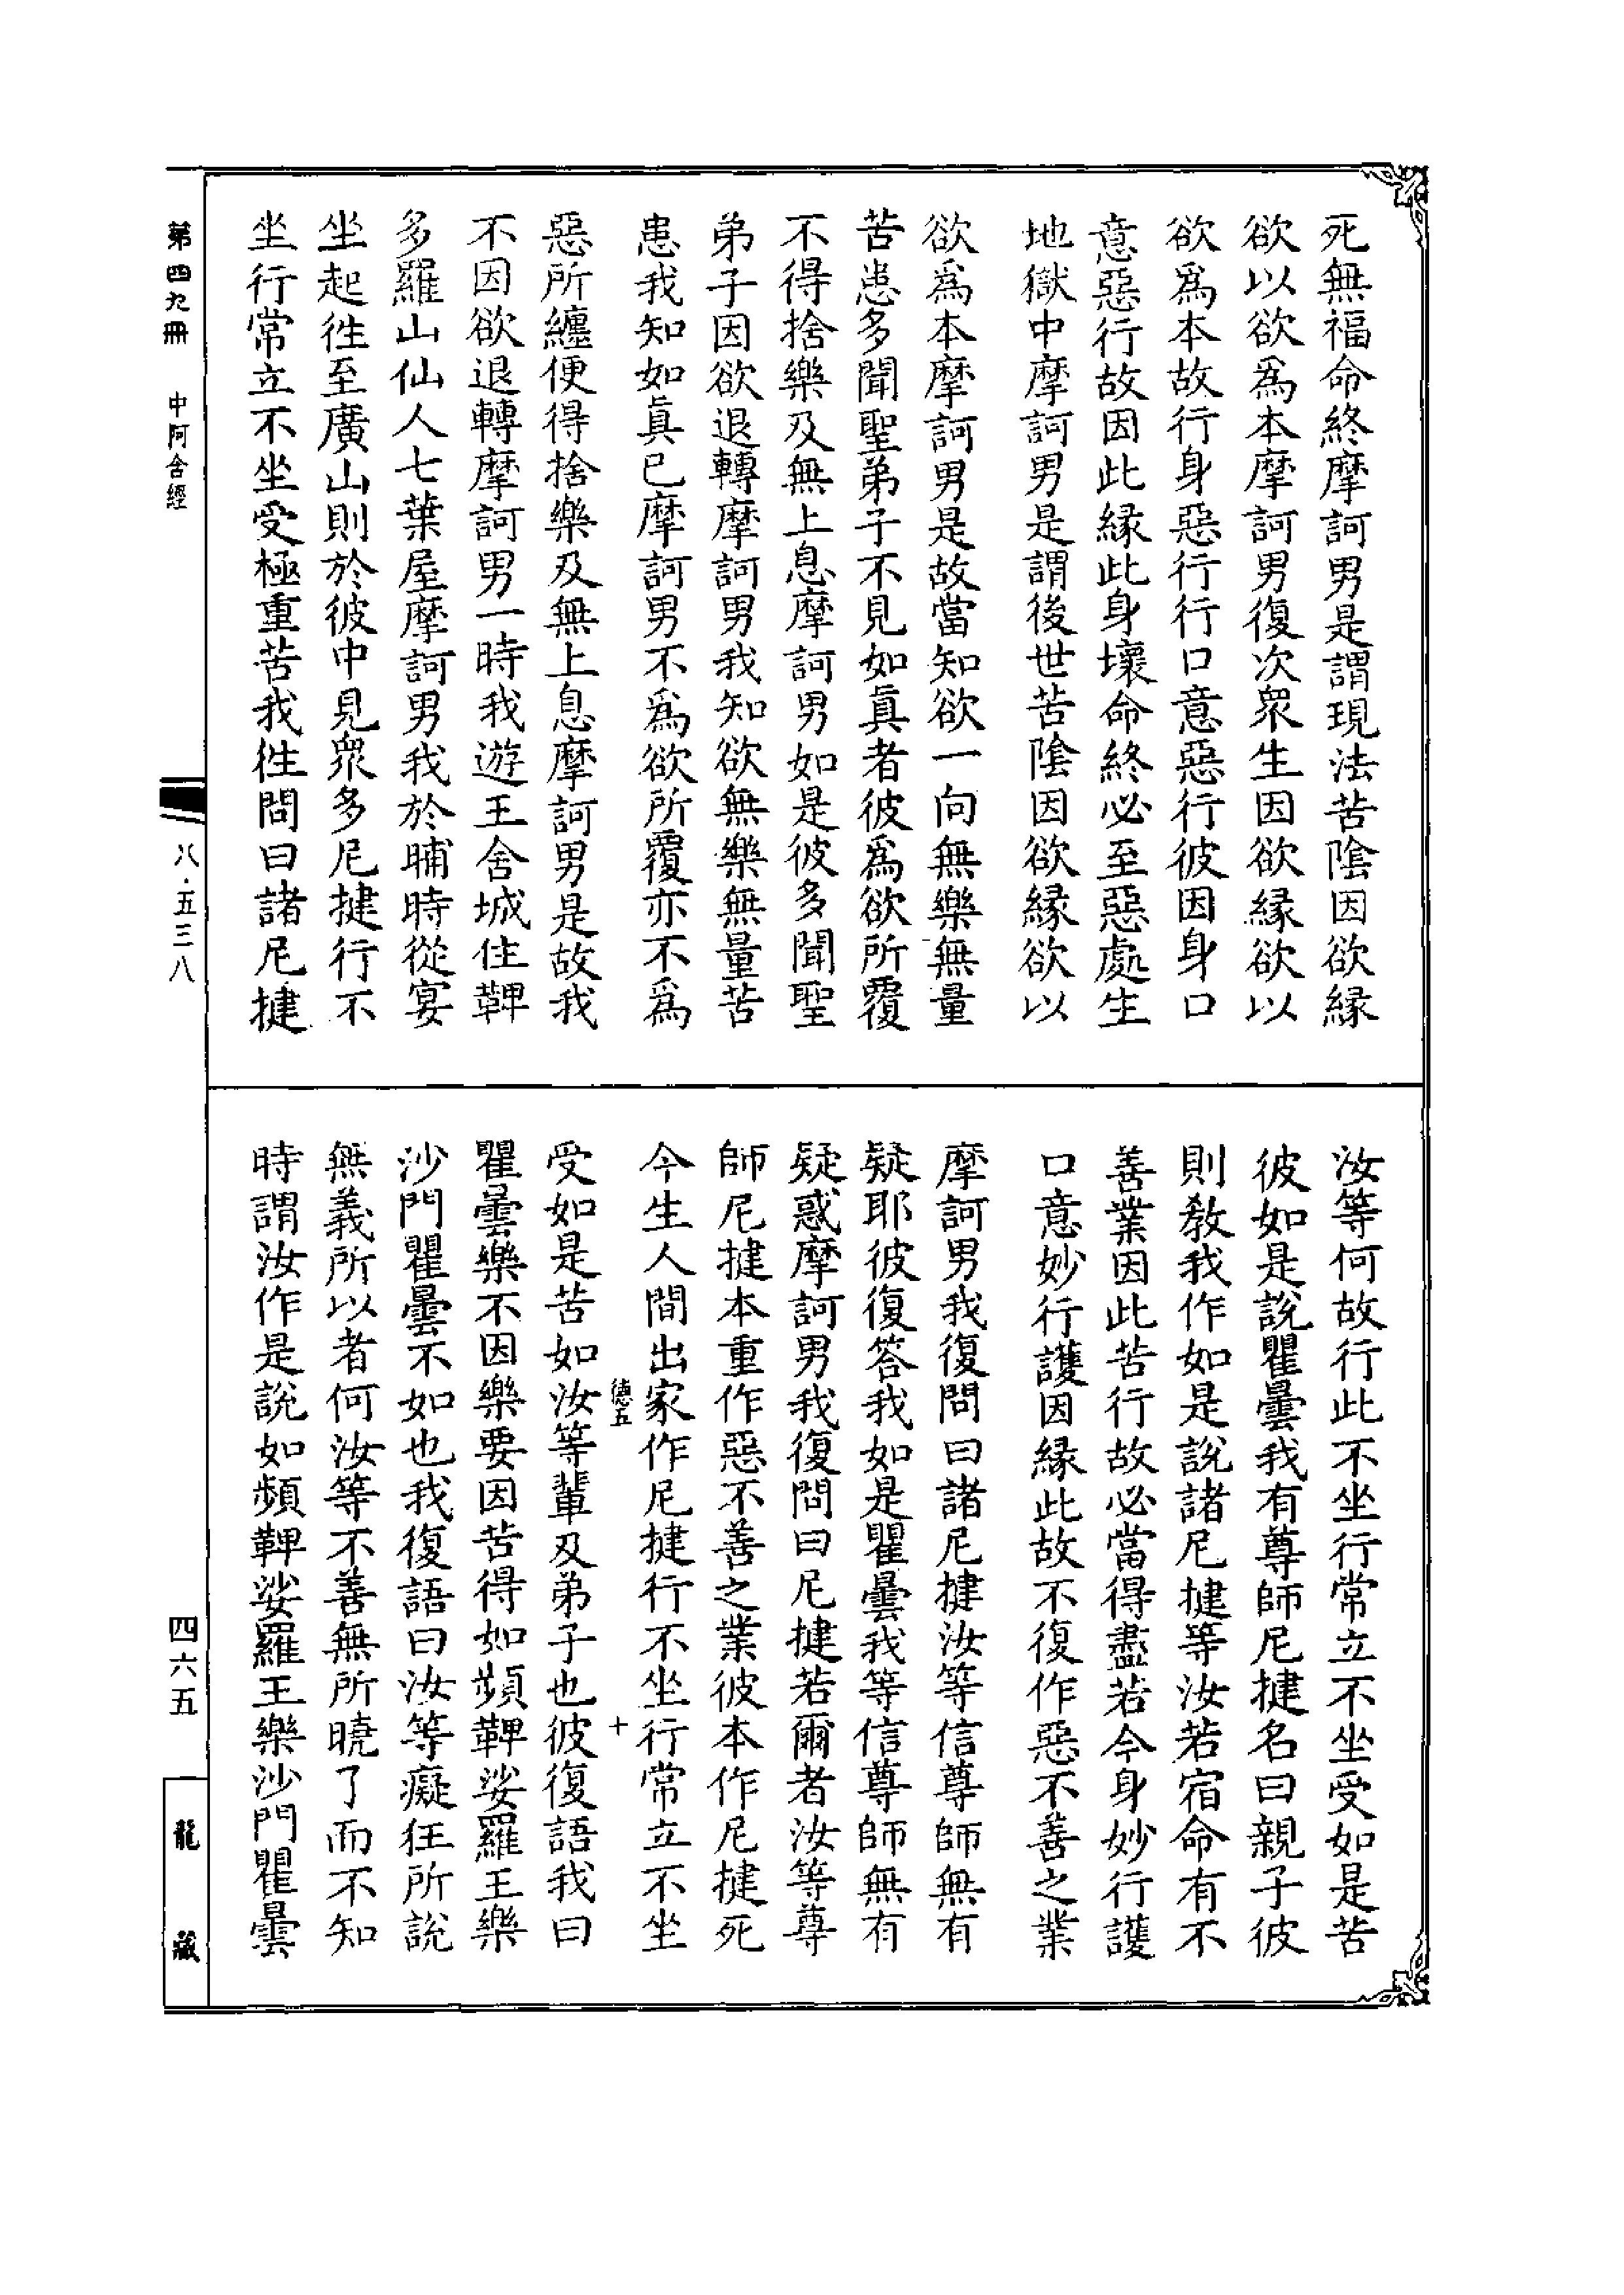 死無福命終摩訶男是謂現法苦陰因欲縁
欲以欲爲本摩訶男復次衆生因欲縁欲以
欲爲本故行身惡行行口意惡行彼因身口
意惡行故因此縁此身壞命終必至惡處生
地獄中摩訶男是謂後世苦陰因欲縁欲以
欲爲本摩訶男是故當知欲一向無樂無量
苦患多聞聖弟子不見如眞者彼爲欲所覆
不得捨樂及無上息摩訶男如是彼多聞聖
弟子因欲退轉摩訶男我知欲無樂無量苦
患我知如眞已摩訶男不爲欲所覆亦不爲
惡所纏便得捨樂及無上息摩訶男是故我
不因欲退轉摩訶男一時我遊王舍城住鞞
多羅山仙人七葉屋摩訶男我於晡時從宴
坐起徃至廣山則於彼中見衆多尼揵行不
坐行常立不坐受極重苦我徃問曰諸尼揵
汝等何故行此不坐行常立不坐受如是苦
彼如是說瞿曇我有尊師尼揵名曰親子彼
則教我作如是說諸尼揵等汝若宿命有不
善業因此苦行故必當得盡若今身妙行護
口意妙行護因縁此故不復作惡不善之業
摩訶男我復問曰諸尼揵汝等信尊師無有
疑耶彼復答我如是瞿曇我等信尊師無有
疑惑摩訶男我復問曰尼揵若爾者汝等尊
師尼揵本重作惡不善之業彼本作尼揵死
今生人間出家作尼揵行不坐行常立不坐
德五 十
受如是苦如汝等輩及弟子也彼復語我曰
瞿曇樂不因樂要因苦得如頻鞞娑羅王樂
沙門瞿曇不如也我復語曰汝等癡狂所說
無義所以者何汝等不善無所曉了而不知
時謂汝作是說如頻鞞娑羅王樂沙門瞿曇
第四九冊 中阿含經
八·五三八
四六五
龍藏